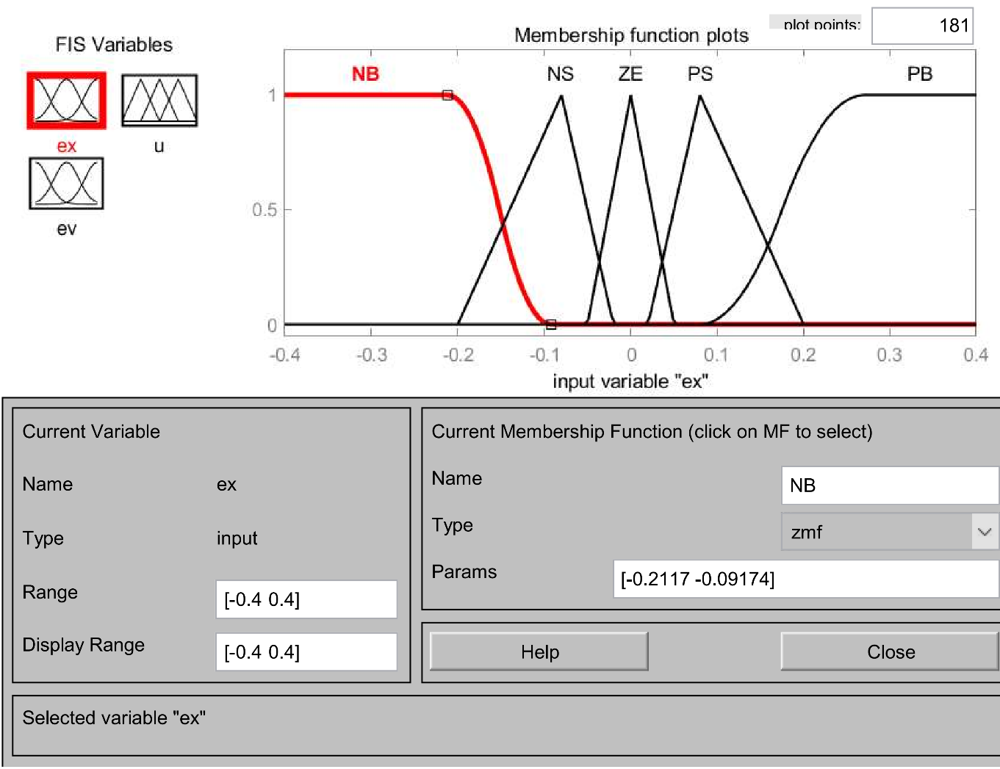 plot points: 181
FIS Variables
Membership function plots
NB NS ZE PS PB
ex u
ev
1
0.5
0
-0.4 -0.3 -0.2 -0.1 0 0.1 0.2 0.3 0.4
input variable "ex"
Current Variable
Name ex
Type input
Range [-0.4 0.4]
Display Range [-0.4 0.4]
Current Membership Function (click on MF to select)
Name NB
Type zmf
Params [-0.2117 -0.09174]
Help Close
Selected variable "ex"